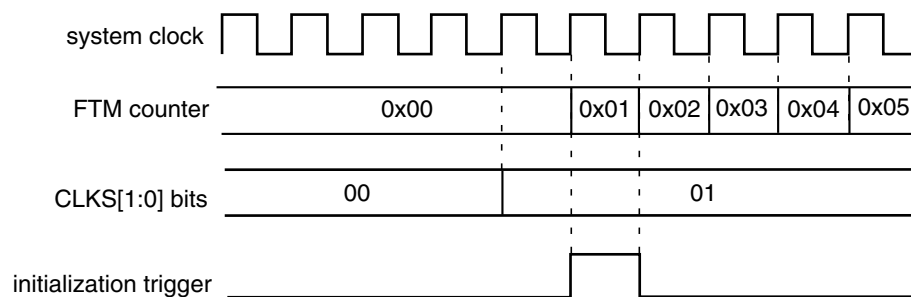 system clock
FTM counter 0x00 0x01 0x02 0x03 0x04 0x05
CLKS[1:0] bits 00 01
initialization trigger